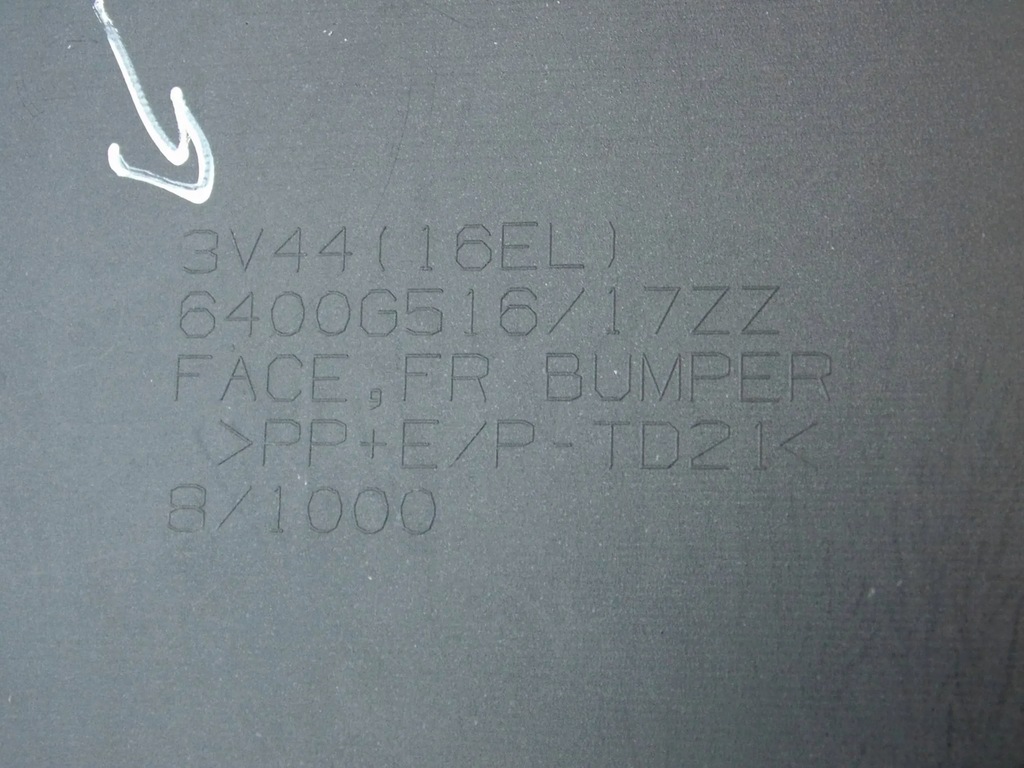 3V44(16EL)
6400G516/17ZZ
FACE,FR BUMPER
>PP+E/P-TD21<
8/1000